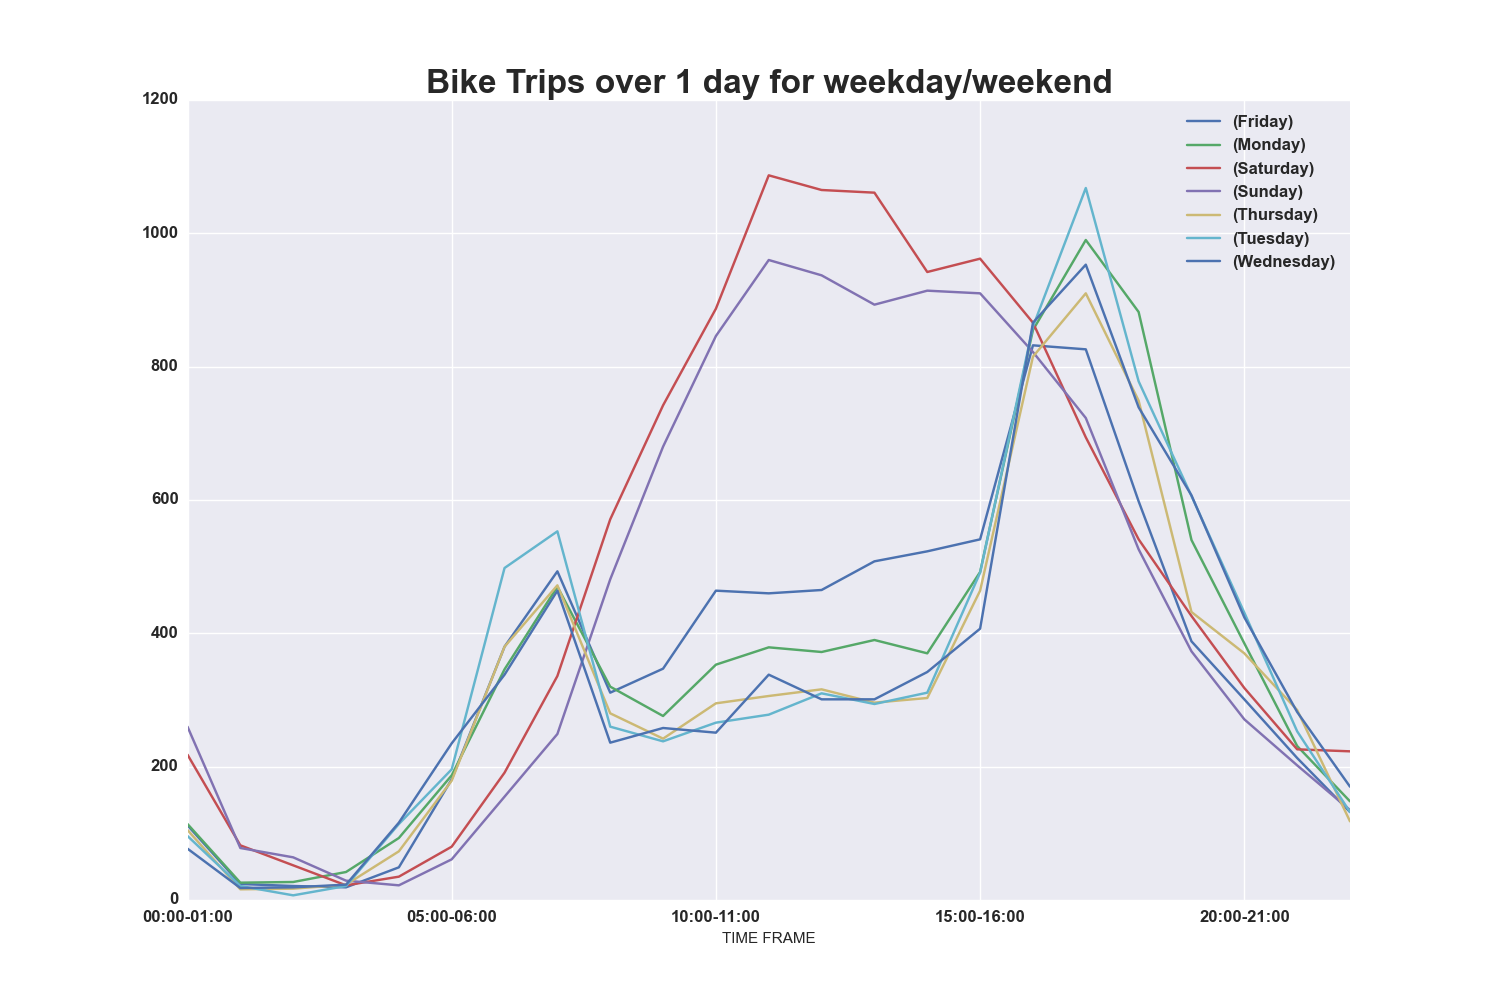 Bike Trips over 1 day for weekday/weekend
1200
1000
800
600
400
200
0
(Friday)
(Monday)
(Saturday)
(Sunday)
(Thursday)
(Tuesday)
(Wednesday)
00:00-01:00 05:00-06:00 10:00-11:00 15:00-16:00 20:00-21:00
TIME FRAME